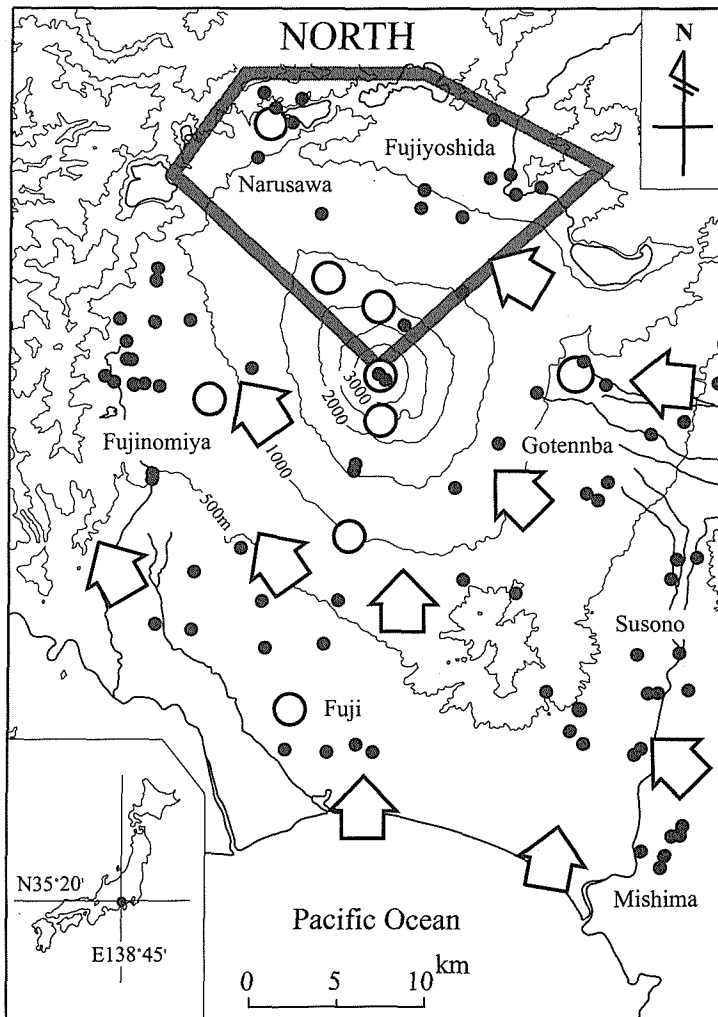 NORTH
N
Fujiyoshida
Narusawa
3000
2000
1000
500m
Fujinomiya
Gotennba
Susono
Fuji
Mishima
N35°20'
E138°45'
Pacific Ocean
km
0 5 10